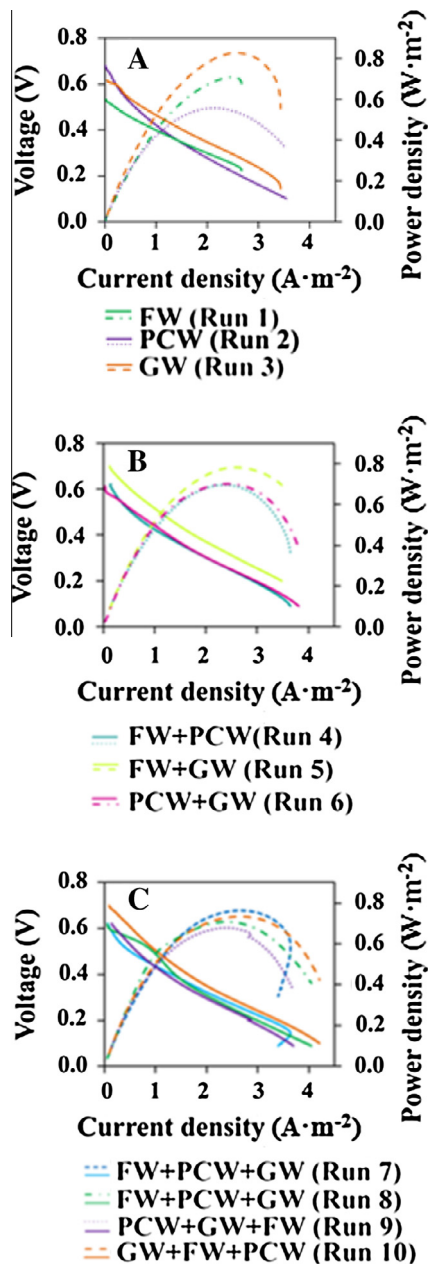 A
Voltage (V)
0.8
0.6
0.4
0.2
0.0
0.8
0.6
0.4
0.2
0.0
Power density (W·m-2)
0 1 2 3 4
Current density (A·m-2)
FW (Run 1)
PCW (Run 2)
GW (Run 3)
B
Voltage (V)
0.8
0.6
0.4
0.2
0.0
0.8
0.6
0.4
0.2
0.0
Power density (W·m-2)
0 1 2 3 4
Current density (A·m-2)
FW+PCW(Run 4)
FW+GW (Run 5)
PCW+GW (Run 6)
C
Voltage (V)
0.8
0.6
0.4
0.2
0.0
0.8
0.6
0.4
0.2
0.0
Power density (W·m-2)
0 1 2 3 4
Current density (A·m-2)
FW+PCW+GW (Run 7)
FW+PCW+GW (Run 8)
PCW+GW+FW (Run 9)
GW+FW+PCW (Run 10)